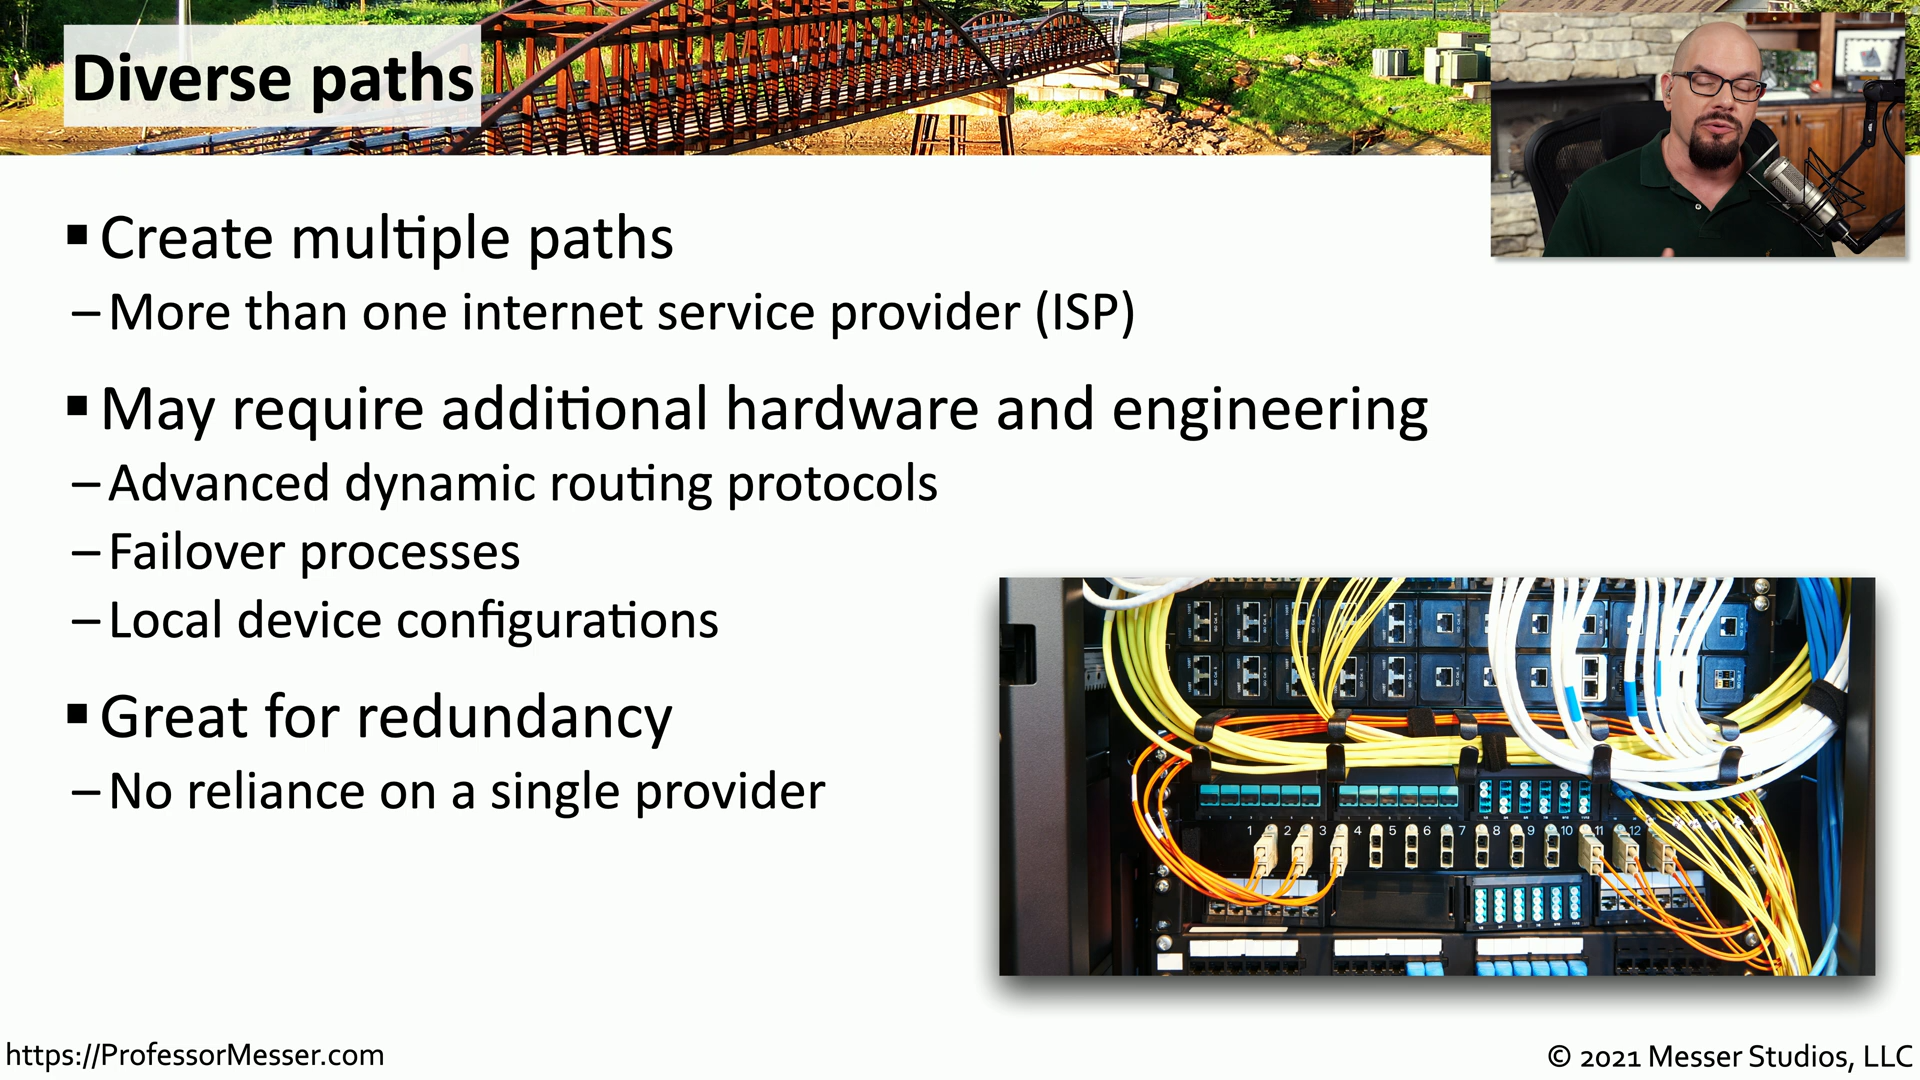 Diverse paths
▪ Create multiple paths
– More than one internet service provider (ISP)
▪ May require additional hardware and engineering
– Advanced dynamic routing protocols
– Failover processes
– Local device configurations
▪ Great for redundancy
– No reliance on a single provider
1 2 3 4 5 6 7 8 9 10 11 12
https://ProfessorMesser.com
© 2021 Messer Studios, LLC